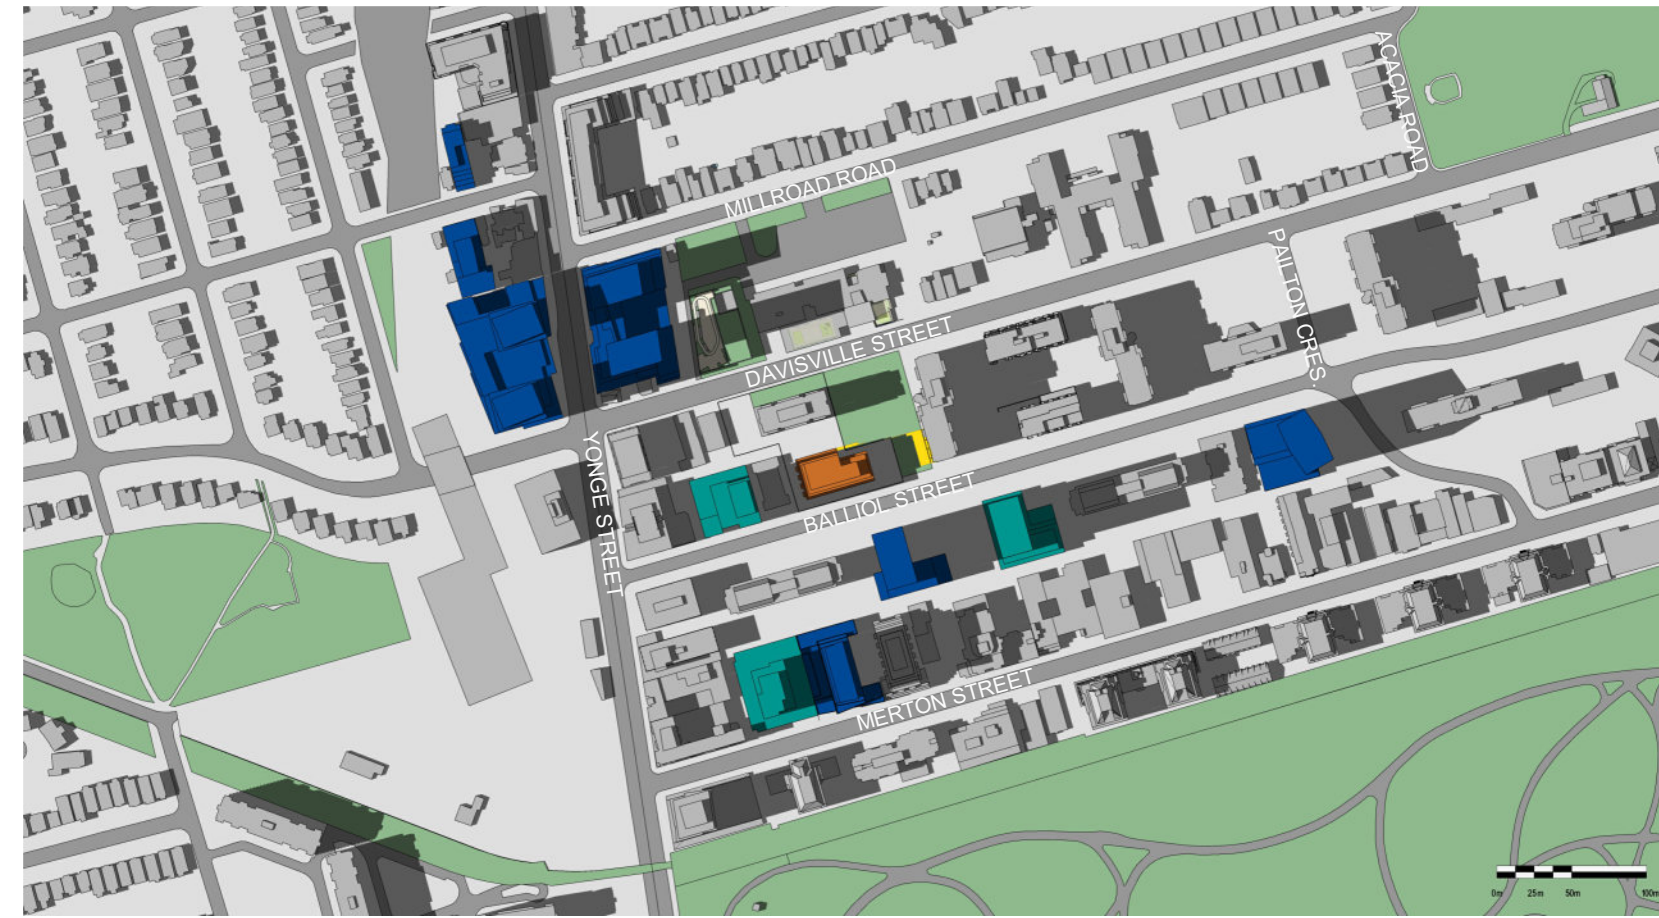 ACACIA ROAD
MILLROAD ROAD
PAILTON CRES.
DAVISVILLE STREET
YONGE STREET
BALLIOL STREET
MERTON STREET
0m 25m 50m 100m